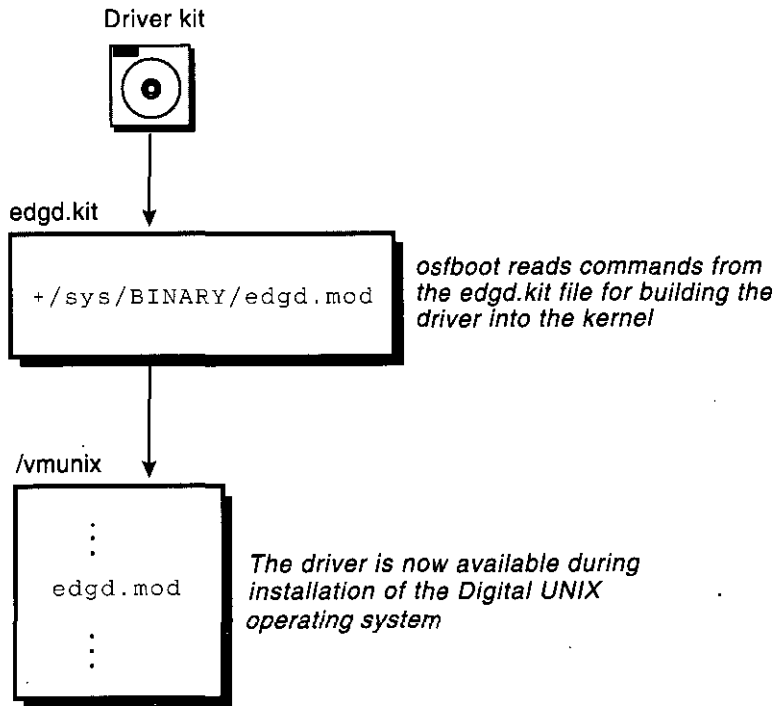 Driver kit
edgd.kit
+/sys/BINARY/edgd.mod
osfboot reads commands from
the edgd.kit file for building the
driver into the kernel
/vmunix
edgd.mod
The driver is now available during
installation of the Digital UNIX
operating system